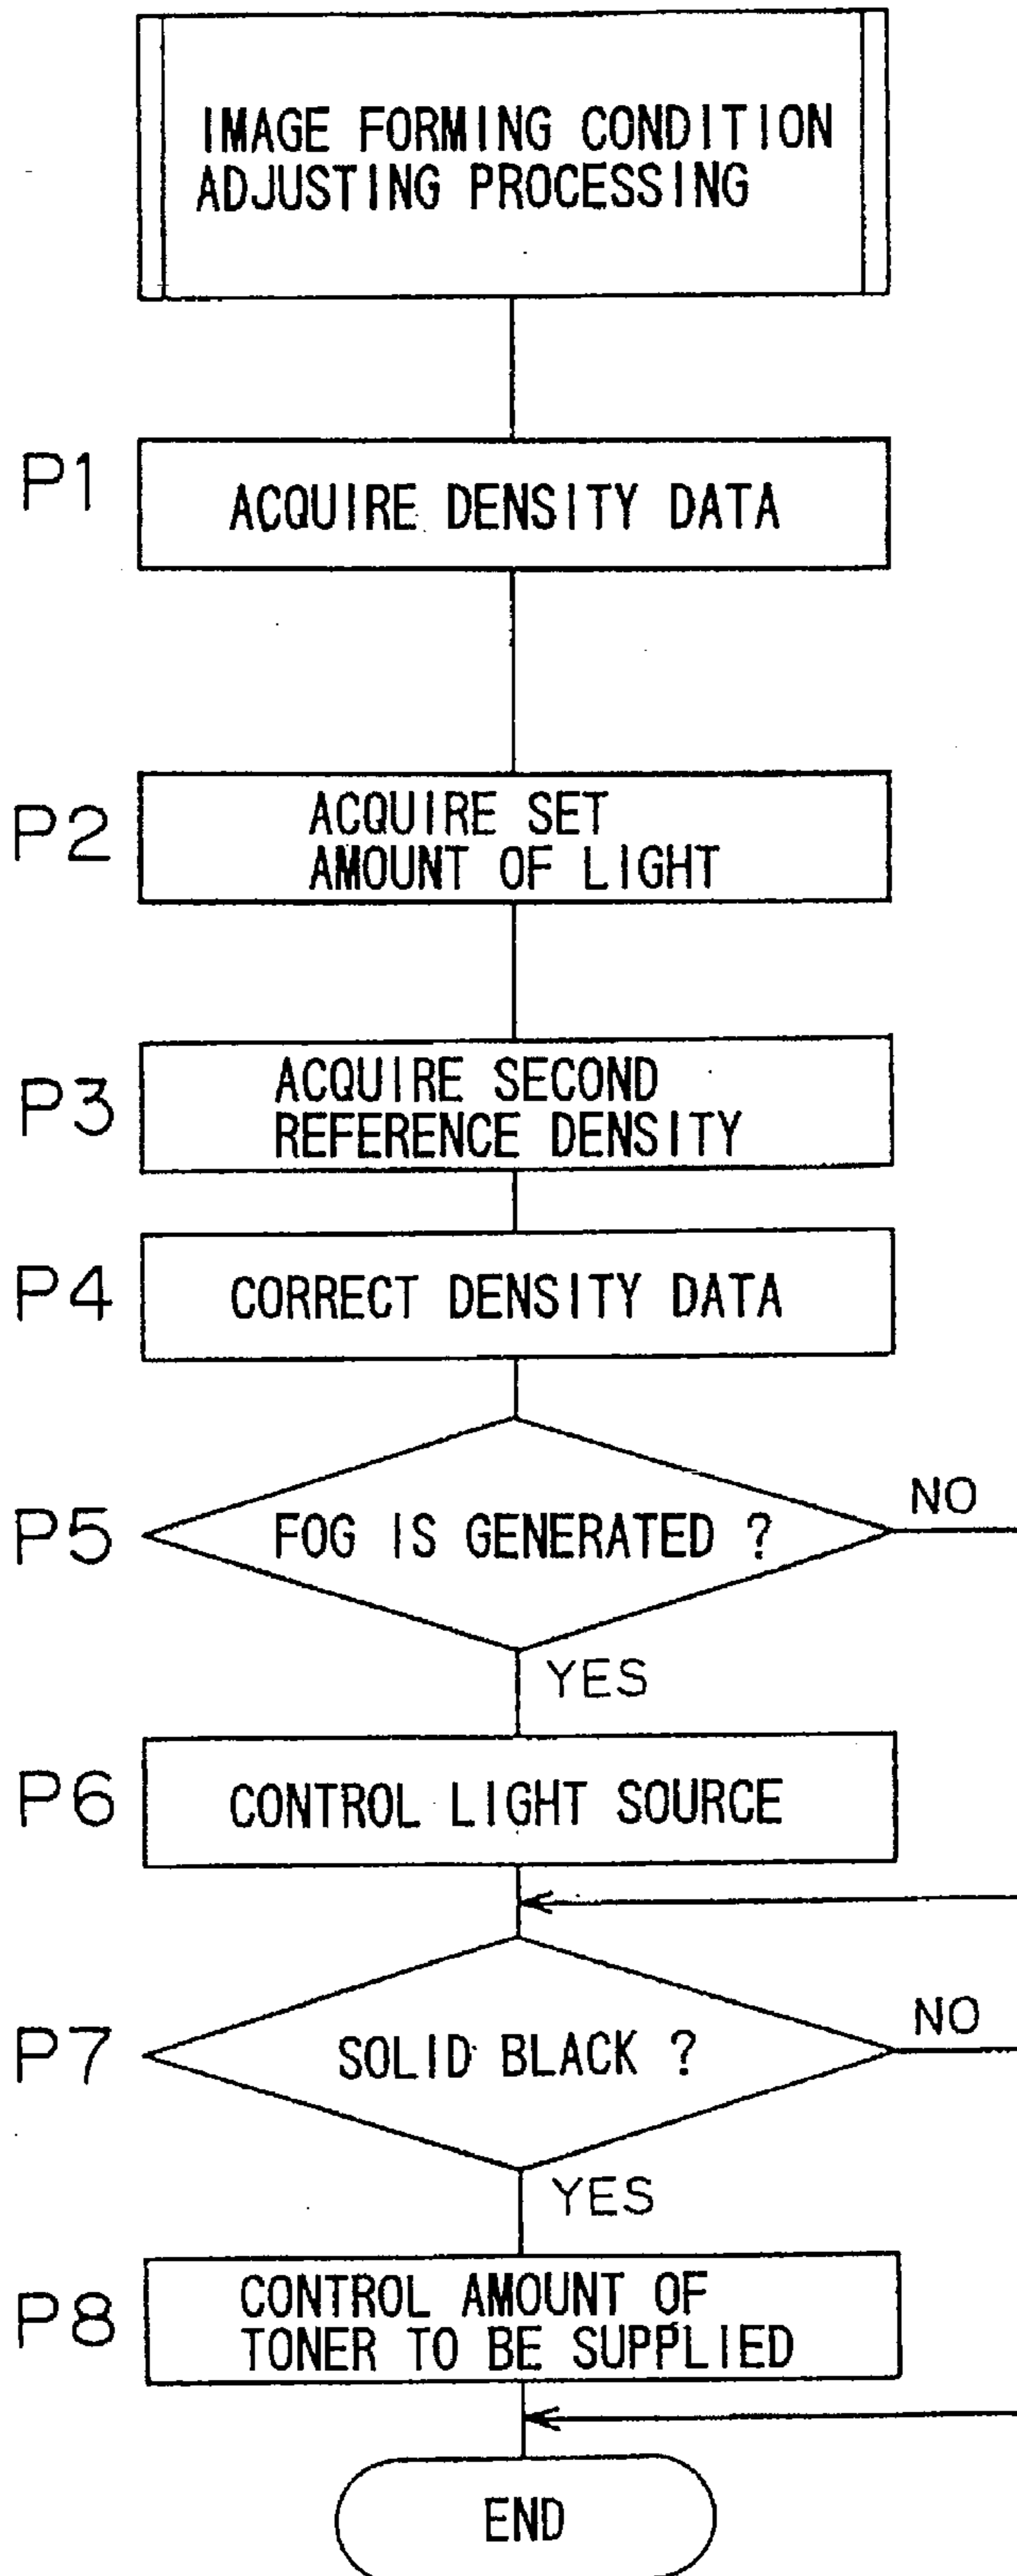 IMAGE FORMING CONDITION
ADJUSTING PROCESSING
P1
ACQUIRE DENSITY DATA
P2
ACQUIRE SET
AMOUNT OF LIGHT
P3
ACQUIRE SECOND
REFERENCE DENSITY
P4
CORRECT DENSITY DATA
P5
FOG IS GENERATED ?
NO
YES
P6
CONTROL LIGHT SOURCE
P7
SOLID BLACK ?
NO
YES
P8
CONTROL AMOUNT OF
TONER TO BE SUPPLIED
END